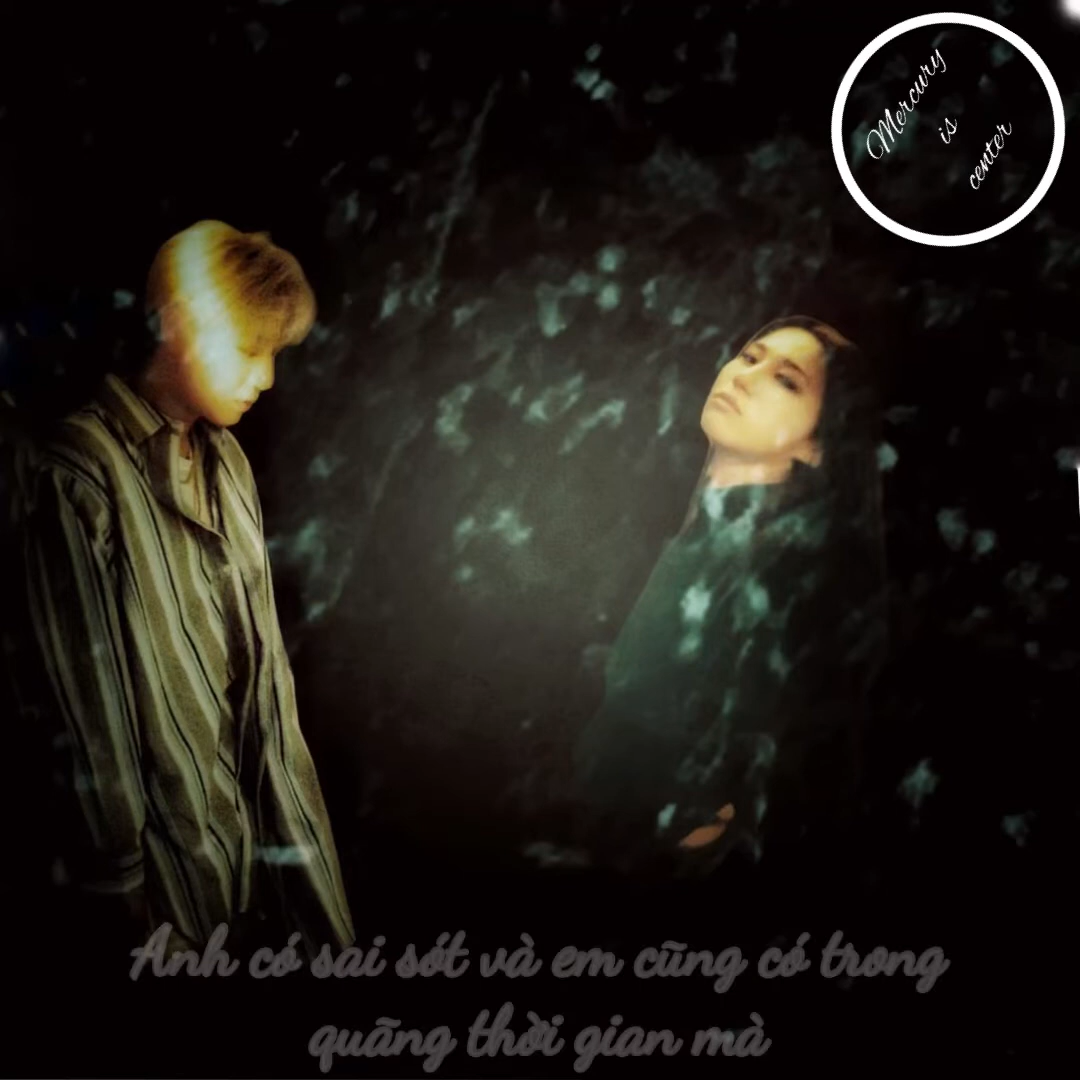 Mercury
is
center
Anh có sai sót và em cũng có trong
quãng thời gian mà